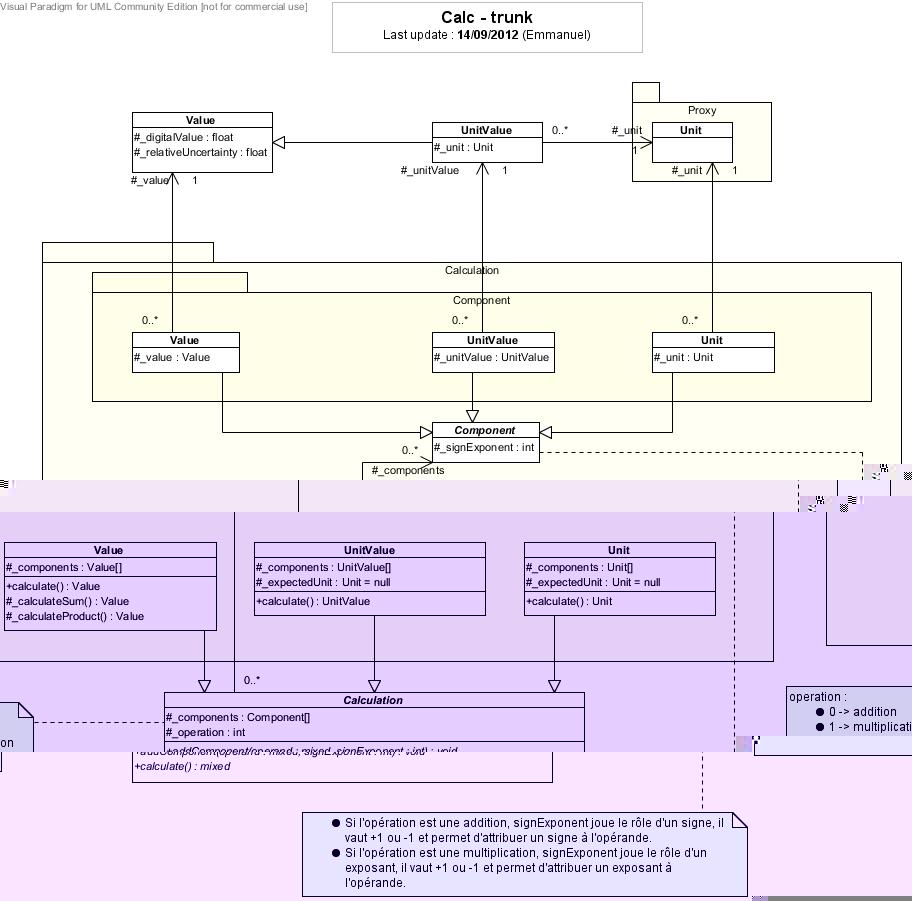 Visual Paradigm for UML Community Edition [not for commercial use]
Calc - trunk
Last update : 14/09/2012 (Emmanuel)
Proxy
Value
#_digitalValue : float
#_relativeUncertainty : float
UnitValue
#_unit : Unit
0..*
#_unit
1
Unit
#_value
1
#_unitValue
1
#_unit
1
Calculation
Component
0..*
0..*
0..*
Value
#_value : Value
UnitValue
#_unitValue : UnitValue
Unit
#_unit : Unit
Component
#_signExponent : int
0..*
#_components
Value
#_components : Value[]
+calculate() : Value
#_calculateSum() : Value
#_calculateProduct() : Value
UnitValue
#_components : UnitValue[]
#_expectedUnit : Unit = null
+calculate() : UnitValue
Unit
#_components : Unit[]
#_expectedUnit : Unit = null
+calculate() : Unit
0..*
Calculation
#_components : Component[]
#_operation : int
+calculate() : mixed
on
operation :
● 0 -> addition
● 1 -> multiplicati
● Si l'opération est une addition, signExponent joue le rôle d'un signe, il
vaut +1 ou -1 et permet d'attribuer un signe à l'opérande.
● Si l'opération est une multiplication, signExponent joue le rôle d'un
exposant, il vaut +1 ou -1 et permet d'attribuer un exposant à
l'opérande.